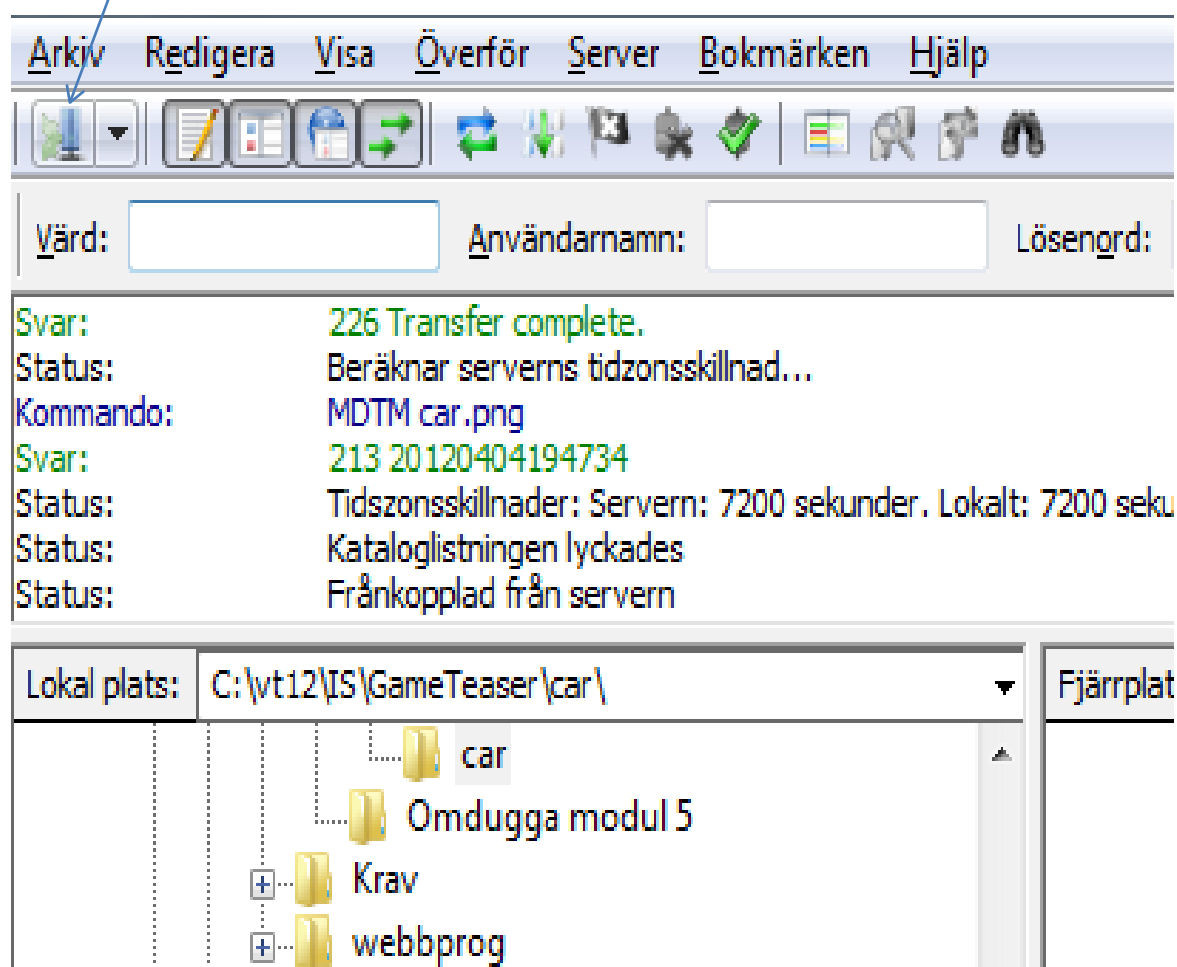 Arkiv Redigera Visa Överför Server Bokmärken Hjälp
Värd: Användarnamn: Lösenord:
Svar: 226 Transfer complete.
Status: Beräknar serverns tidzonsskillnad...
Kommando: MDTM car.png
Svar: 213 20120404194734
Status: Tidszonsskillnader: Servern: 7200 sekunder. Lokalt: 7200 seku
Status: Kataloglistningen lyckades
Status: Frånkopplad från servern
Lokal plats: C:\vt12\IS\GameTeaser\car\ Fjärrplat
car
Omdugga modul 5
Krav
webbprog